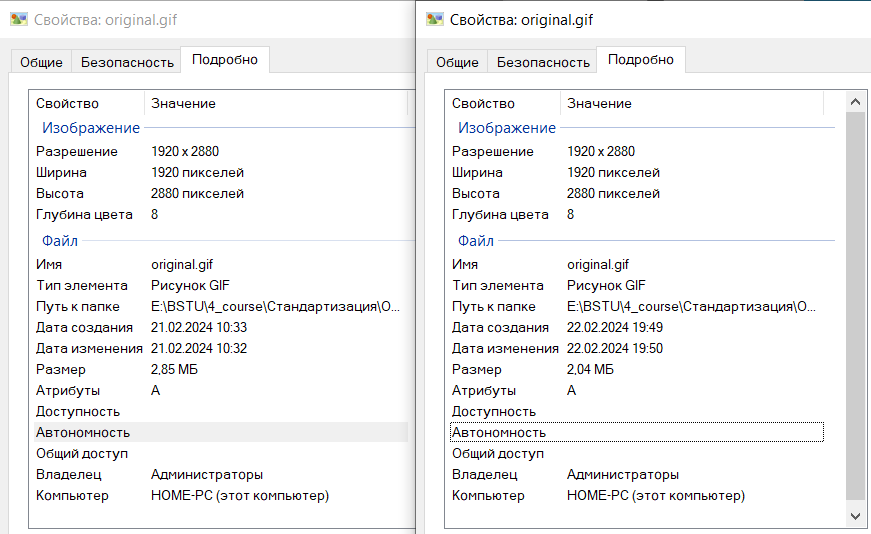 Свойства: original.gif
Общие Безопасность Подробно
Свойство Значение
Изображение
Разрешение 1920 x 2880
Ширина 1920 пикселей
Высота 2880 пикселей
Глубина цвета 8
Файл
Имя original.gif
Тип элемента Рисунок GIF
Путь к папке E:\BSTU\4_course\Стандартизация\О...
Дата создания 21.02.2024 10:33
Дата изменения 21.02.2024 10:32
Размер 2,85 МБ
Атрибуты A
Доступность
Автономность
Общий доступ
Владелец Администраторы
Компьютер HOME-PC (этот компьютер)
Свойства: original.gif
Общие Безопасность Подробно
Свойство Значение
Изображение
Разрешение 1920 x 2880
Ширина 1920 пикселей
Высота 2880 пикселей
Глубина цвета 8
Файл
Имя original.gif
Тип элемента Рисунок GIF
Путь к папке E:\BSTU\4_course\Стандартизация\О...
Дата создания 22.02.2024 19:49
Дата изменения 22.02.2024 19:50
Размер 2,04 МБ
Атрибуты A
Доступность
Автономность
Общий доступ
Владелец Администраторы
Компьютер HOME-PC (этот компьютер)